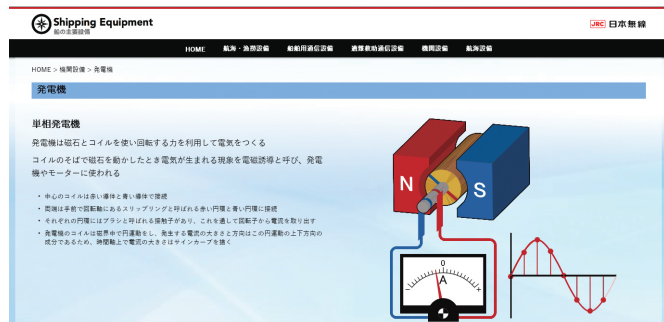 Shipping Equipment
船の主要設備
JRC 日本無線
HOME 航海・漁撈設備 船舶用通信設備 遭難救助通信設備 機関設備 航海設備
HOME > 機関設備 > 発電機
発電機
単相発電機
発電機は磁石とコイルを使い回転する力を利用して電気をつくる
コイルのそばで磁石を動かしたとき電気が生まれる現象を電磁誘導と呼び、発電
機やモーターに使われる
・ 中心のコイルは赤い導体と青い導体で接続
・ 両端は手前で回転軸にあるスリップリングと呼ばれる赤い円環と青い円環に接続
・ それぞれの円環にはブラシと呼ばれる接触子があり、これを通して回転子から電流を取り出す
・ 発電機のコイルは磁界中で円運動をし、発生する電流の大きさと方向はこの円運動の上下方向の
成分であるため、時間軸上で電流の大きさはサインカーブを描く
N
S
0
- +
A